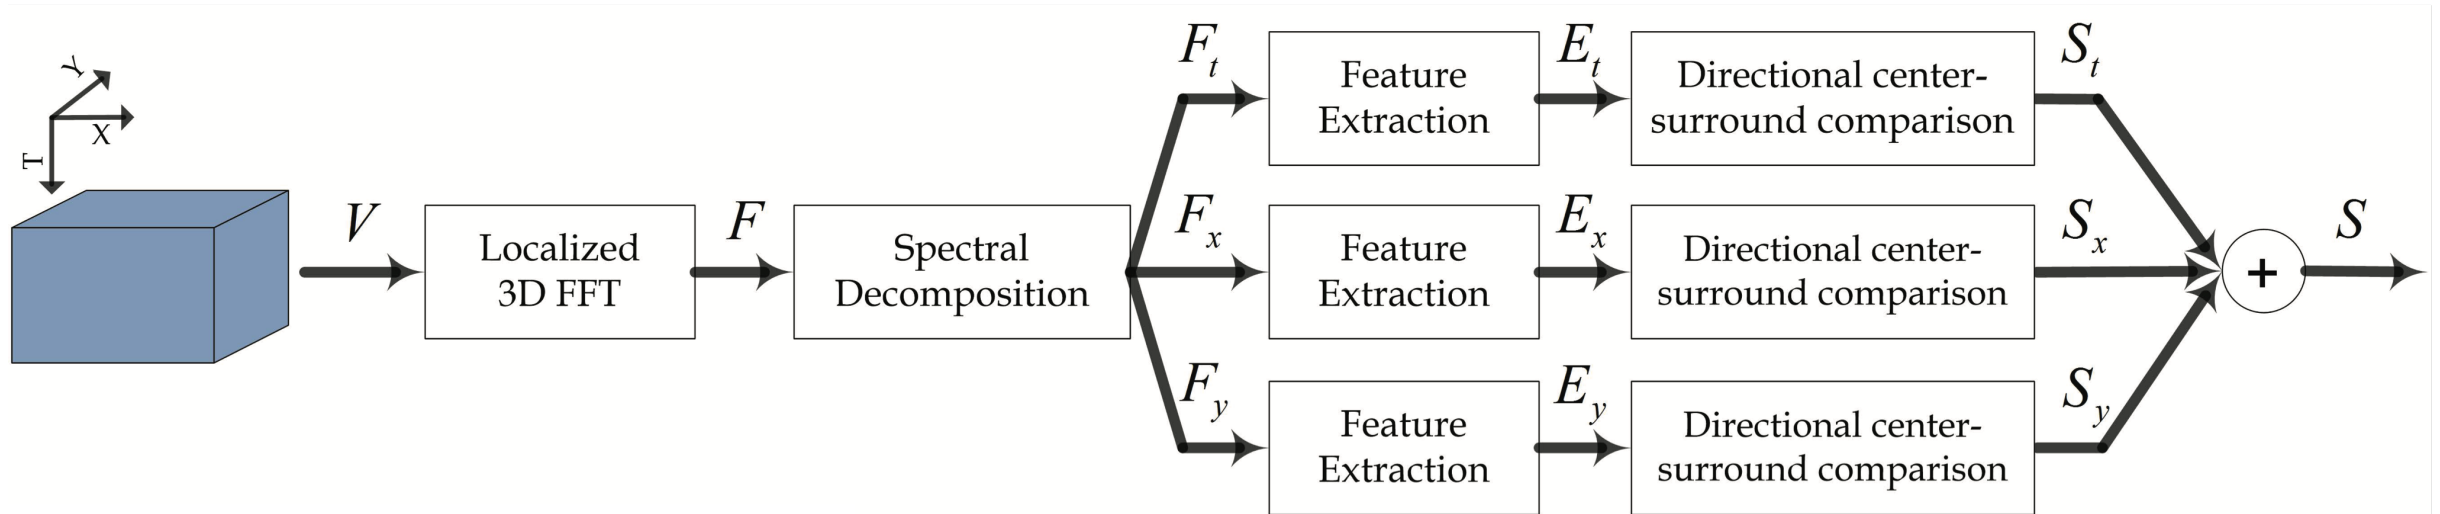 Y
X
T
V
Localized
3D FFT
F
Spectral
Decomposition
F_t
Feature
Extraction
E_t
Directional center-
surround comparison
S_t
F_x
Feature
Extraction
E_x
Directional center-
surround comparison
S_x
F_y
Feature
Extraction
E_y
Directional center-
surround comparison
S_y
+
S